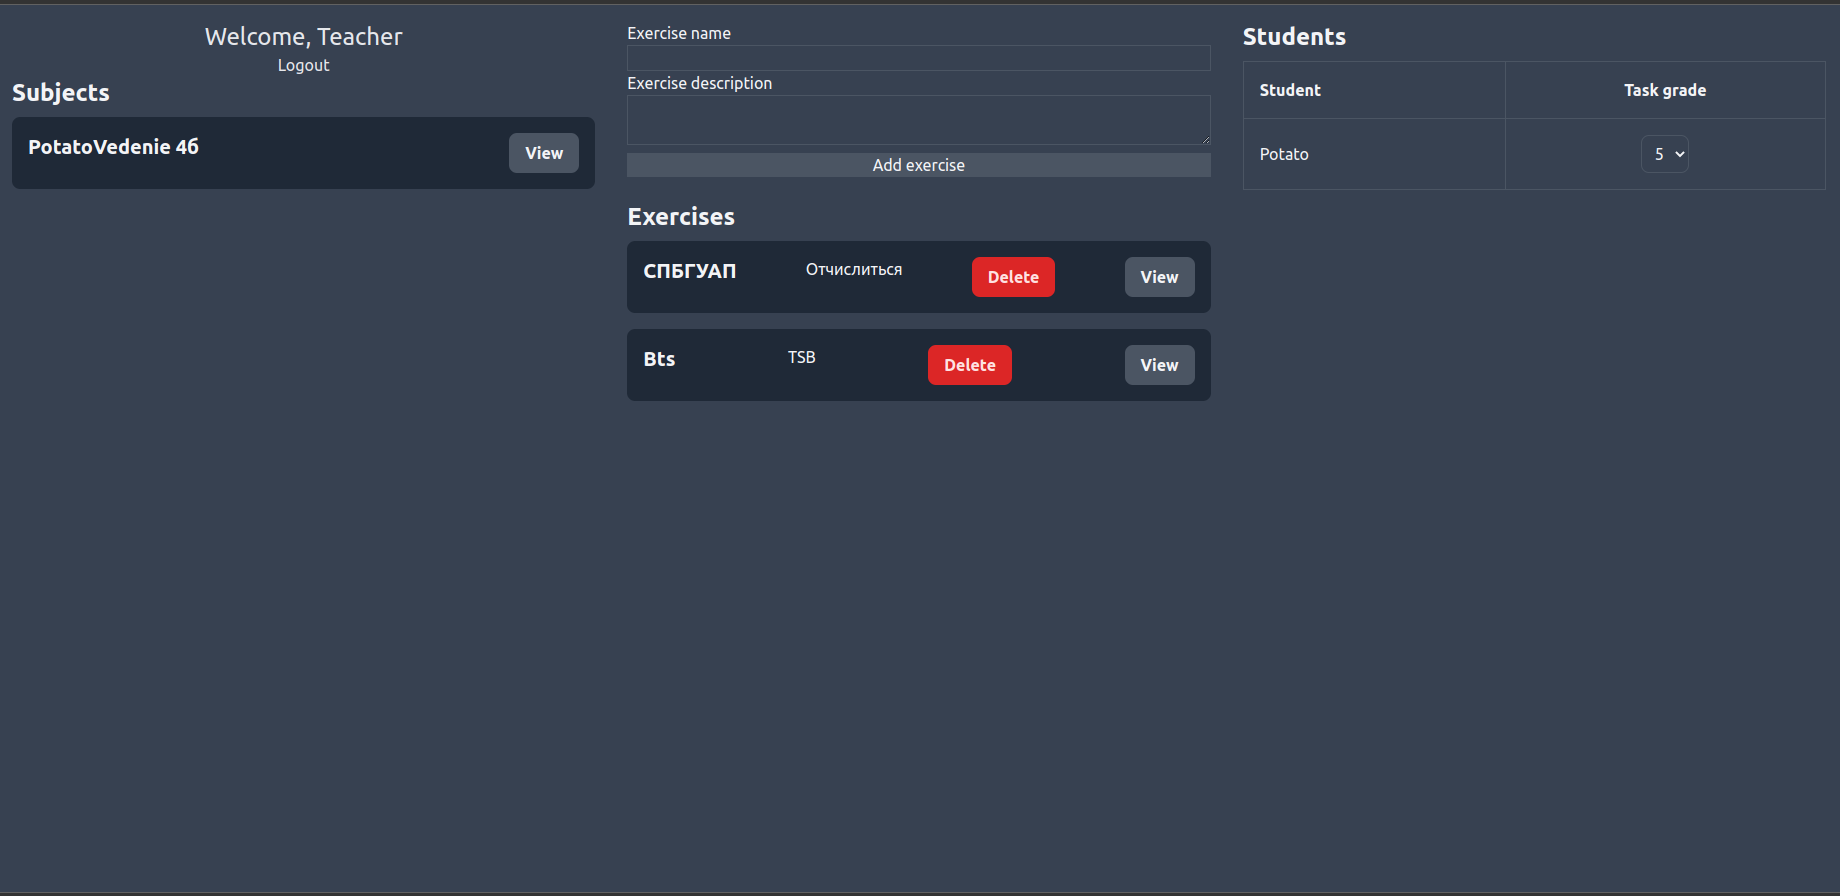 Welcome, Teacher
Logout
Subjects
PotatoVedenie 4б
View
Exercise name
Exercise description
Add exercise
Exercises
СПБГУАП Отчислиться Delete View
Bts TSB Delete View
Students
Student Task grade
Potato 5